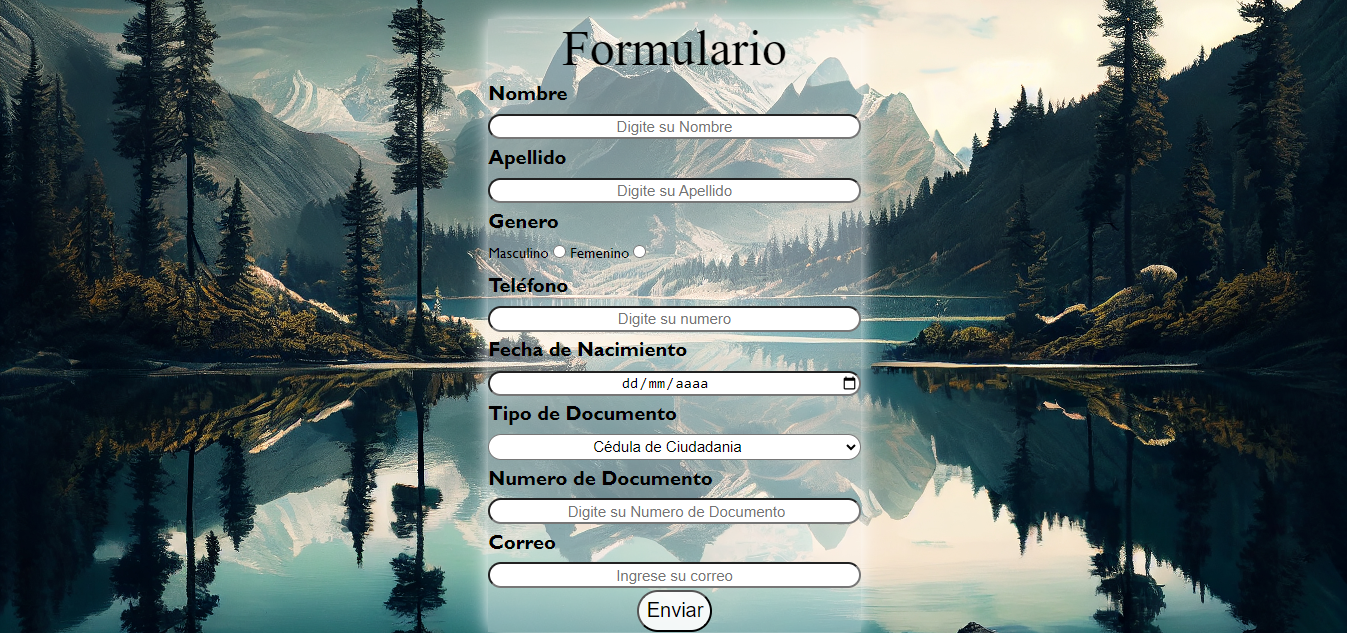 Formulario
Nombre
Digite su Nombre
Apellido
Digite su Apellido
Genero
Masculino Femenino
Teléfono
Digite su numero
Fecha de Nacimiento
dd/mm/aaaa
Tipo de Documento
Cédula de Ciudadania
Numero de Documento
Digite su Numero de Documento
Correo
Ingrese su correo
Enviar